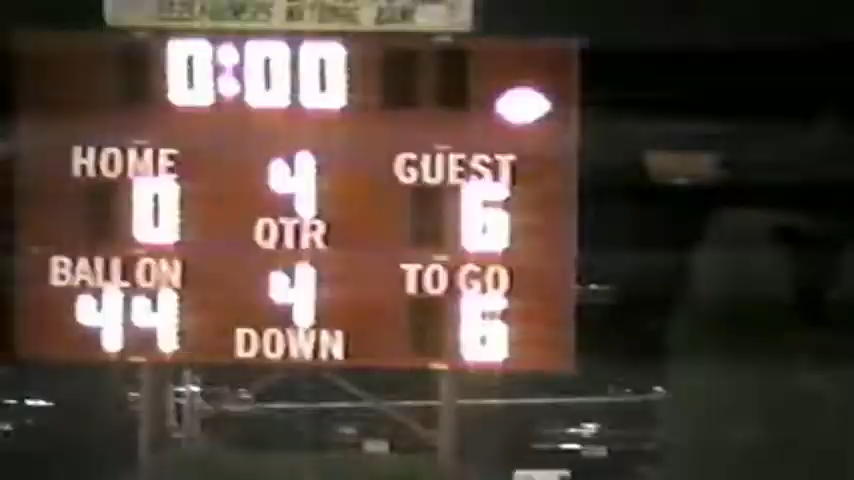 0:00
HOME 4 GUEST
0 QTR 6
BALL ON 4 TO GO
44 DOWN 6